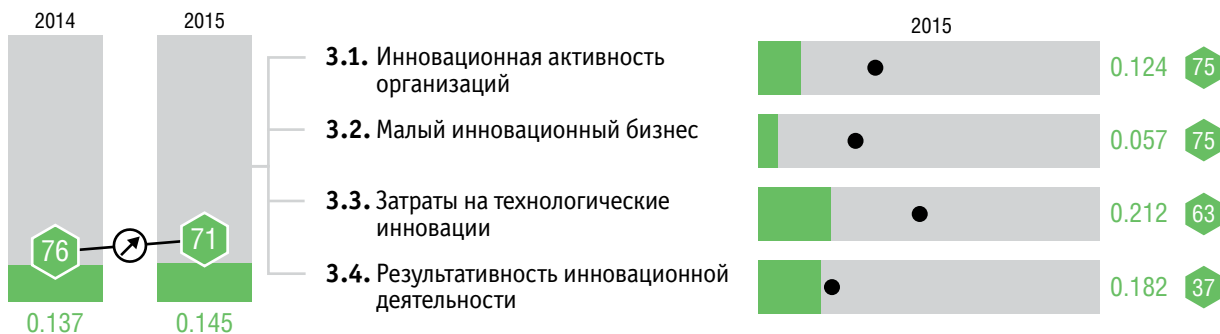 2014
2015
2015
3.1. Инновационная активность
организаций
0.124
75
3.2. Малый инновационный бизнес
0.057
75
3.3. Затраты на технологические
инновации
0.212
63
76
71
3.4. Результативность инновационной
деятельности
0.182
37
0.137
0.145